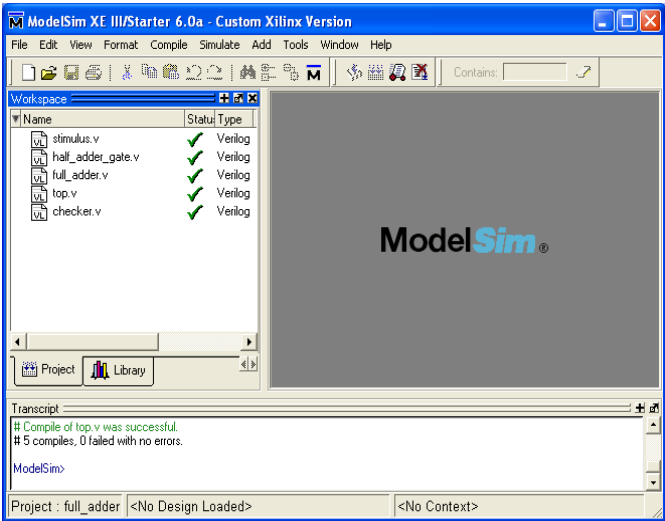 ModelSim XE III/Starter 6.0a - Custom Xilinx Version
File Edit View Format Compile Simulate Add Tools Window Help
Contains:
Workspace
Name Status Type
stimulus.v Verilog
half_adder_gate.v Verilog
full_adder.v Verilog
top.v Verilog
checker.v Verilog
ModelSim ®
Project Library
Transcript
# Compile of top.v was successful.
# 5 compiles, 0 failed with no errors.
ModelSim>
Project : full_adder <No Design Loaded> <No Context>